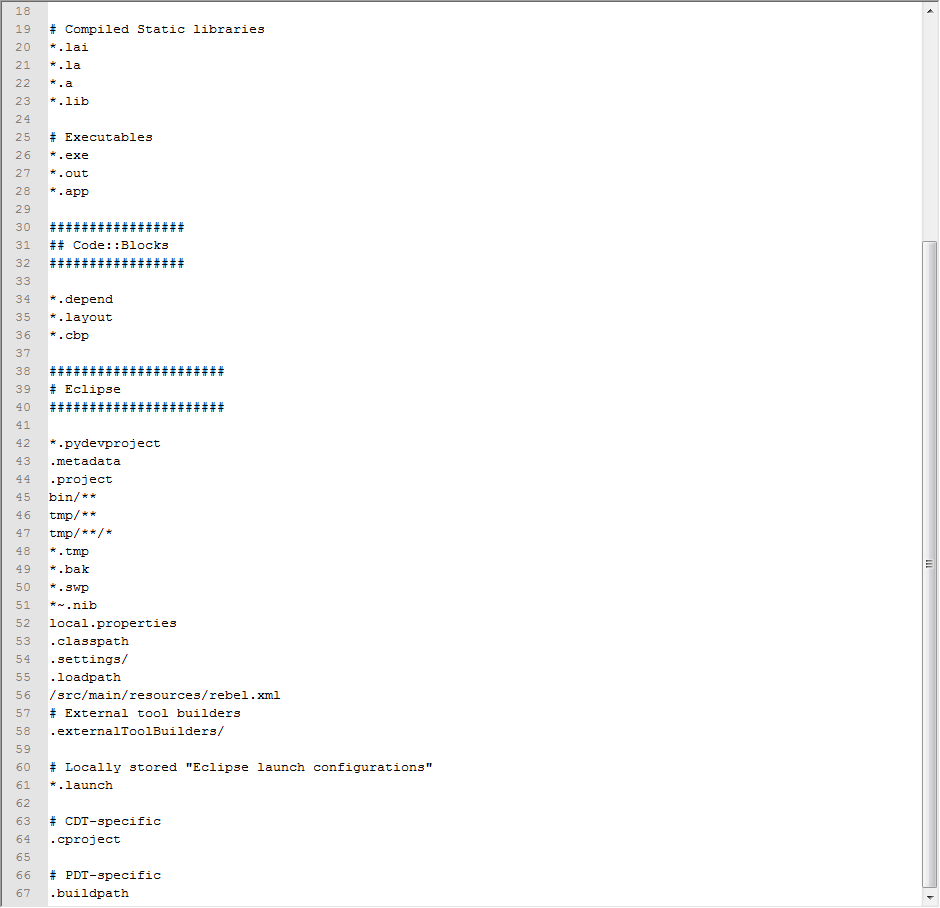 18
19 # Compiled Static libraries
20 *.lai
21 *.la
22 *.a
23 *.lib
24
25 # Executables
26 *.exe
27 *.out
28 *.app
29
30 #################
31 ## Code::Blocks
32 #################
33
34 *.depend
35 *.layout
36 *.cbp
37
38 ######################
39 # Eclipse
40 ######################
41
42 *.pydevproject
43 .metadata
44 .project
45 bin/**
46 tmp/**
47 tmp/**/*
48 *.tmp
49 *.bak
50 *.swp
51 *~.nib
52 local.properties
53 .classpath
54 .settings/
55 .loadpath
56 /src/main/resources/rebel.xml
57 # External tool builders
58 .externalToolBuilders/
59
60 # Locally stored "Eclipse launch configurations"
61 *.launch
62
63 # CDT-specific
64 .cproject
65
66 # PDT-specific
67 .buildpath